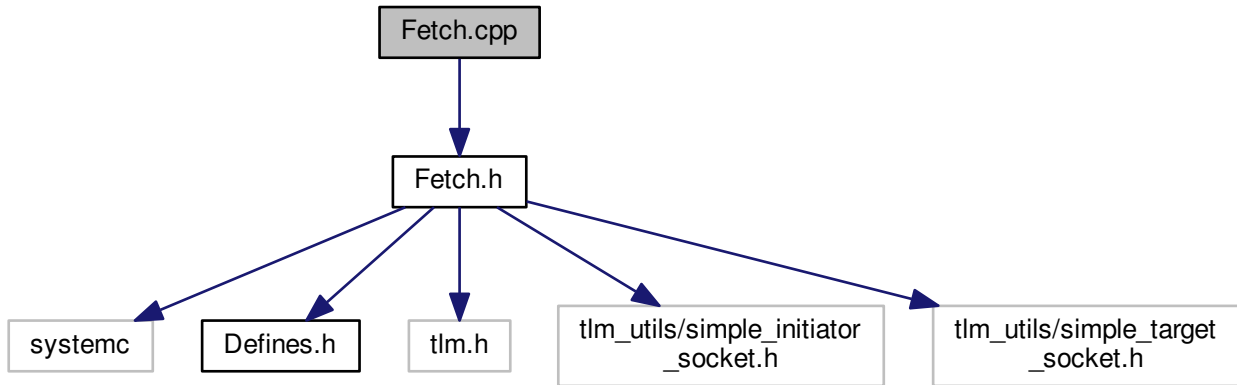 Fetch.cpp
Fetch.h
systemc
Defines.h
tlm.h
tlm_utils/simple_initiator
_socket.h
tlm_utils/simple_target
_socket.h